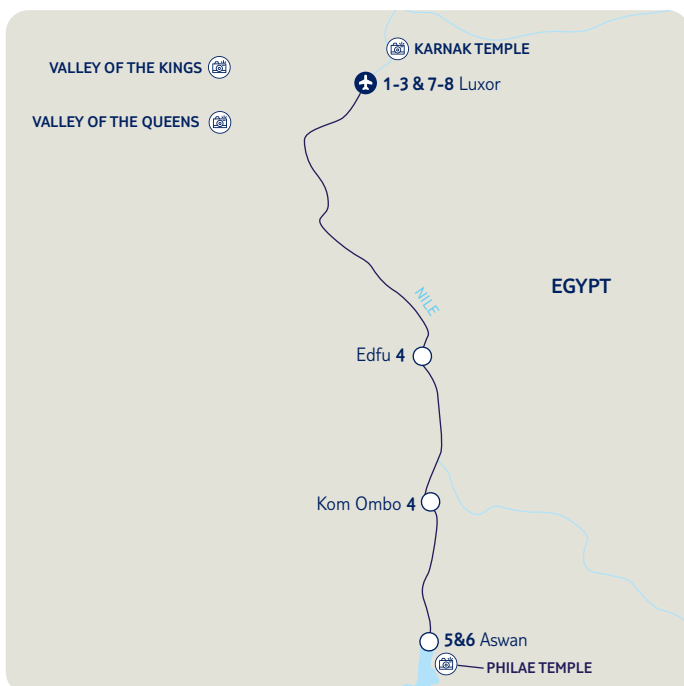 KARNAK TEMPLE
VALLEY OF THE KINGS
1-3 & 7-8 Luxor
VALLEY OF THE QUEENS
EGYPT
NILE
Edfu 4
Kom Ombo 4
5&6 Aswan
PHILAE TEMPLE